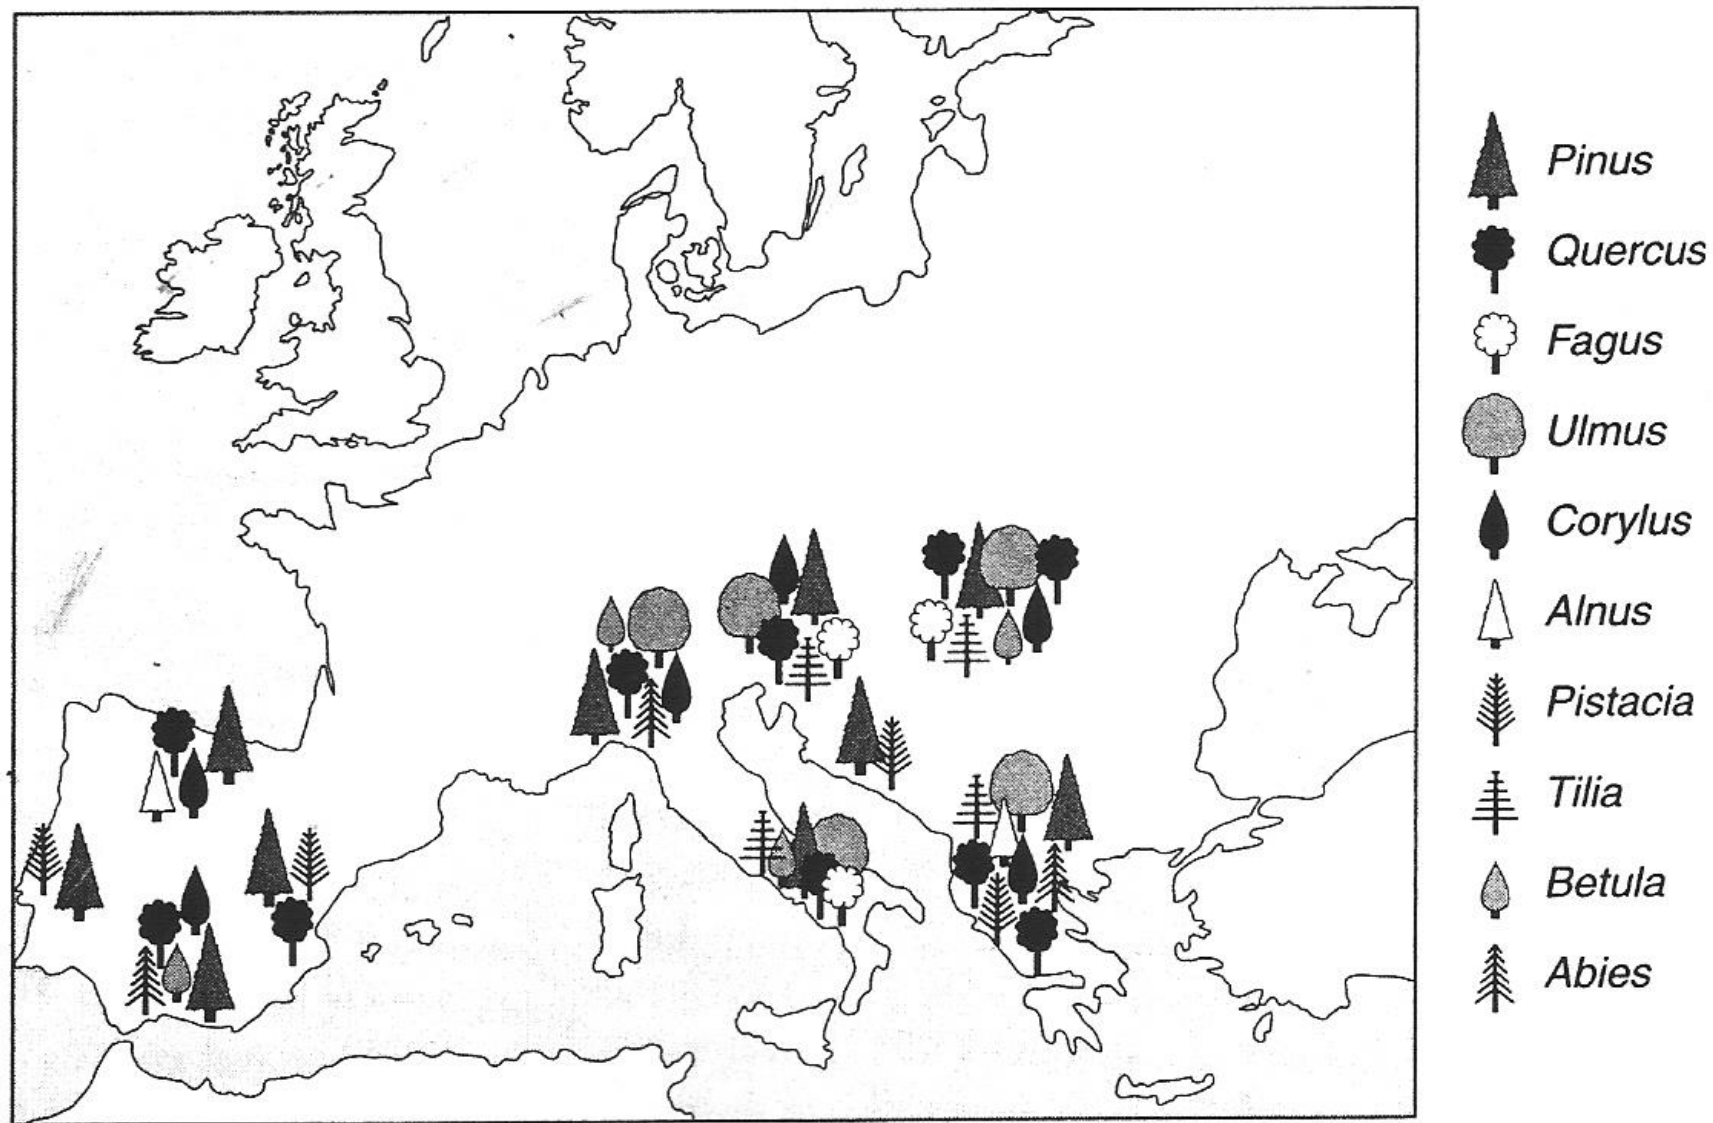 Pinus
Quercus
Fagus
Ulmus
Corylus
Alnus
Pistacia
Tilia
Betula
Abies